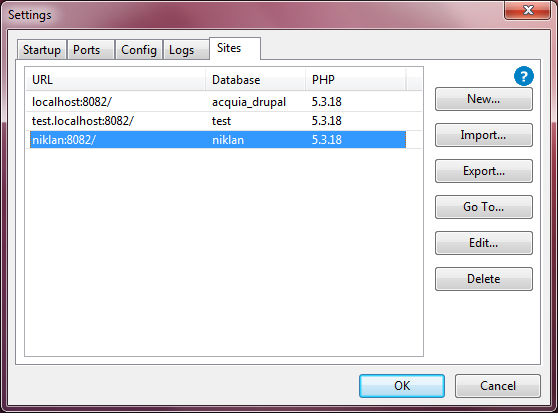 Settings
Startup Ports Config Logs Sites
?
URL Database PHP
localhost:8082/ acquia_drupal 5.3.18
test.localhost:8082/ test 5.3.18
niklan:8082/ niklan 5.3.18
New...
Import...
Export...
Go To...
Edit...
Delete
OK Cancel